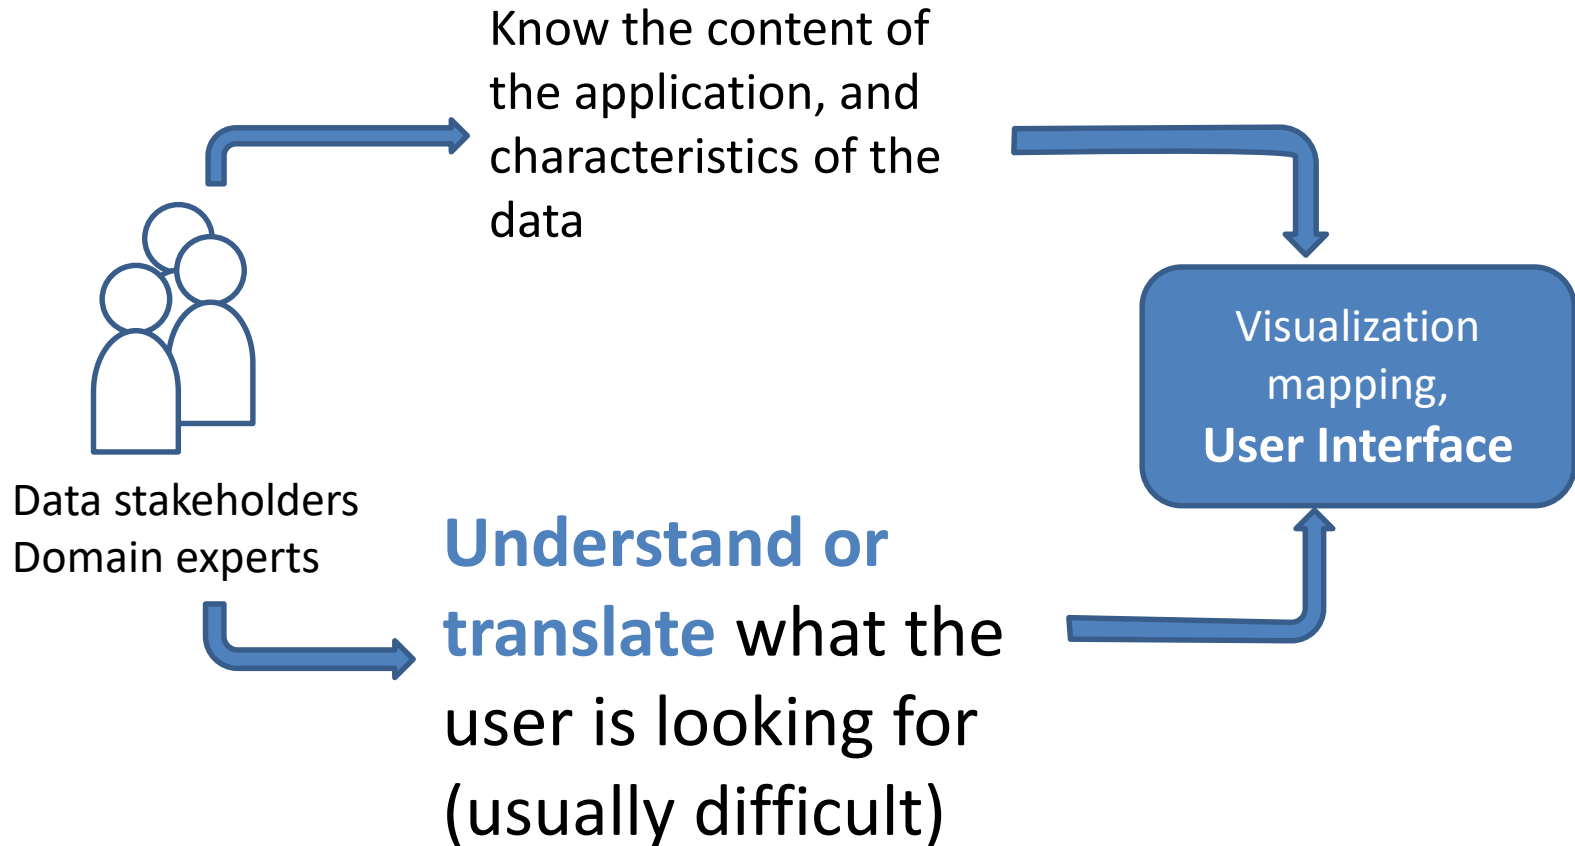 Know the content of
the application, and
characteristics of the
data
Visualization
mapping,
User Interface
Data stakeholders
Domain experts
Understand or
translate what the
user is looking for
(usually difficult)